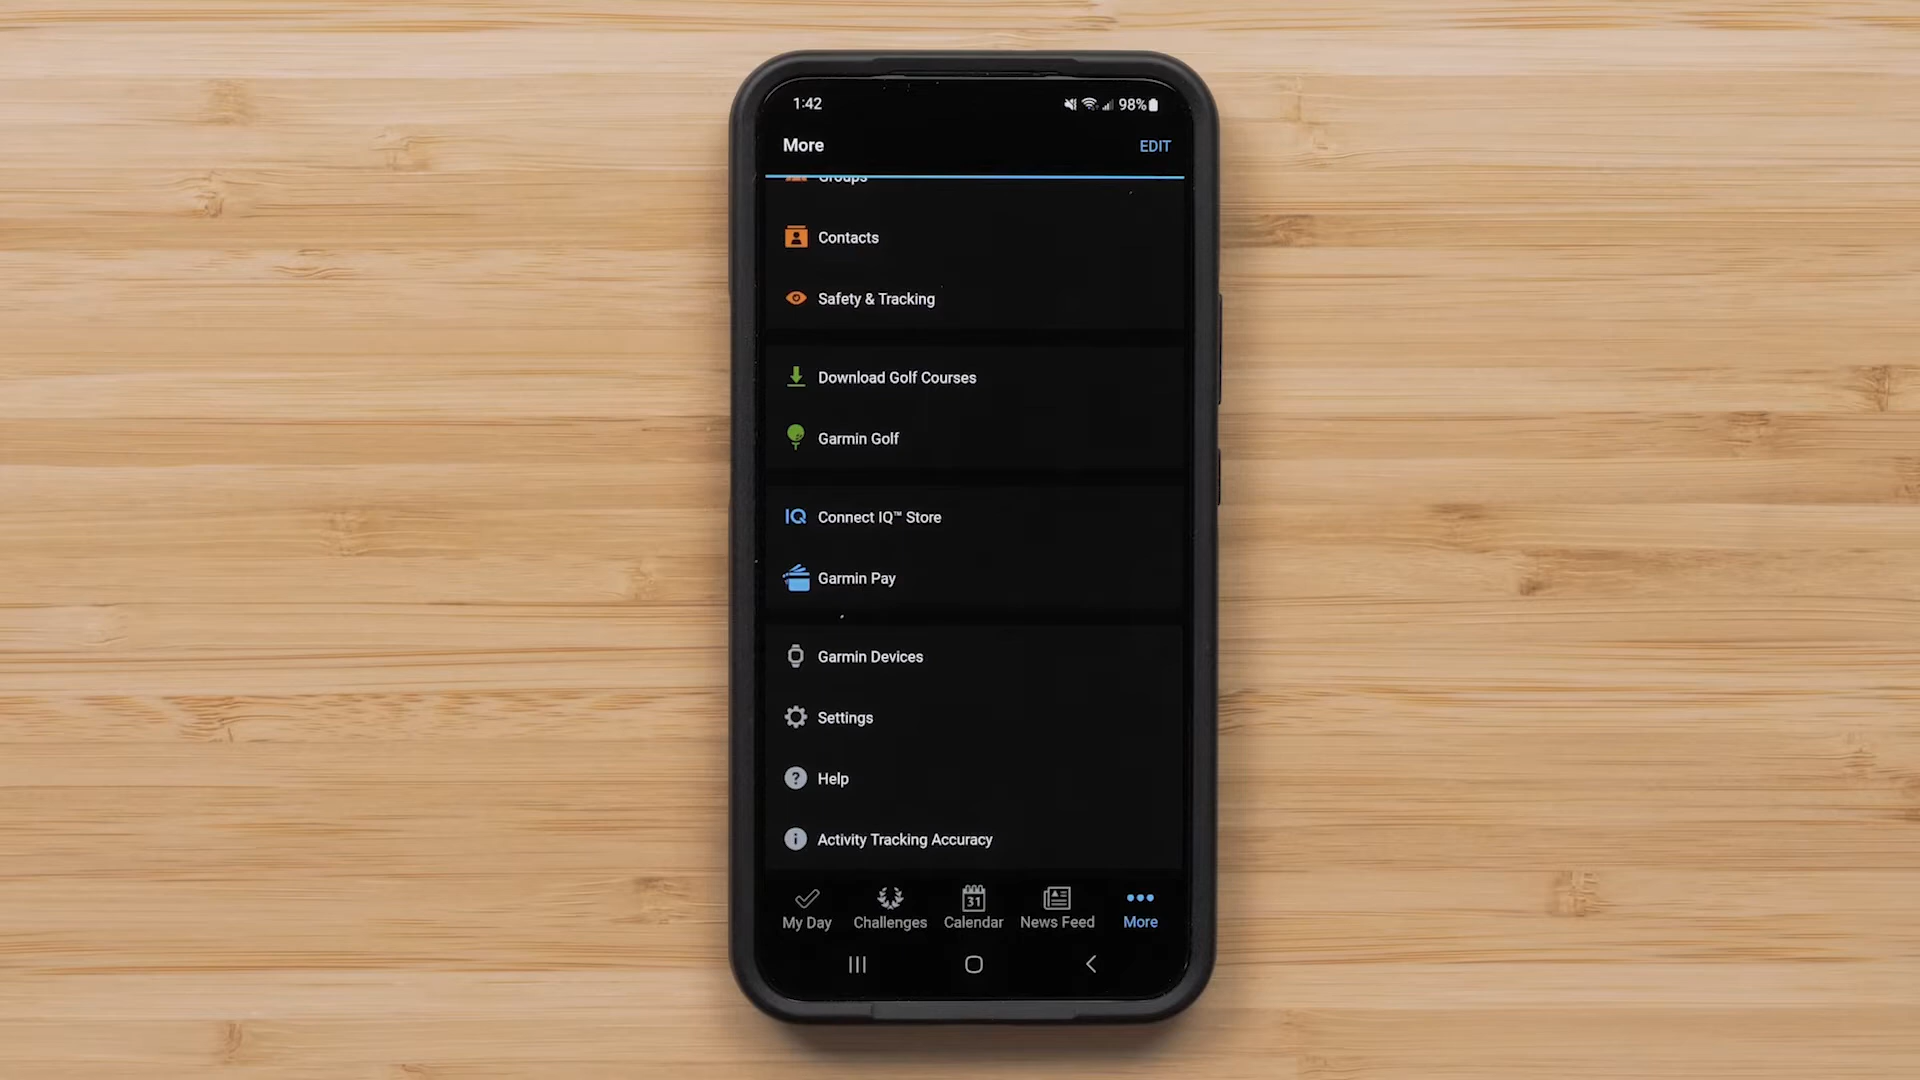 1:42 98%
More EDIT
Groups
Contacts
Safety & Tracking
Download Golf Courses
Garmin Golf
IQ Connect IQ™ Store
Garmin Pay
Garmin Devices
Settings
? Help
i Activity Tracking Accuracy
31
My Day Challenges Calendar News Feed More